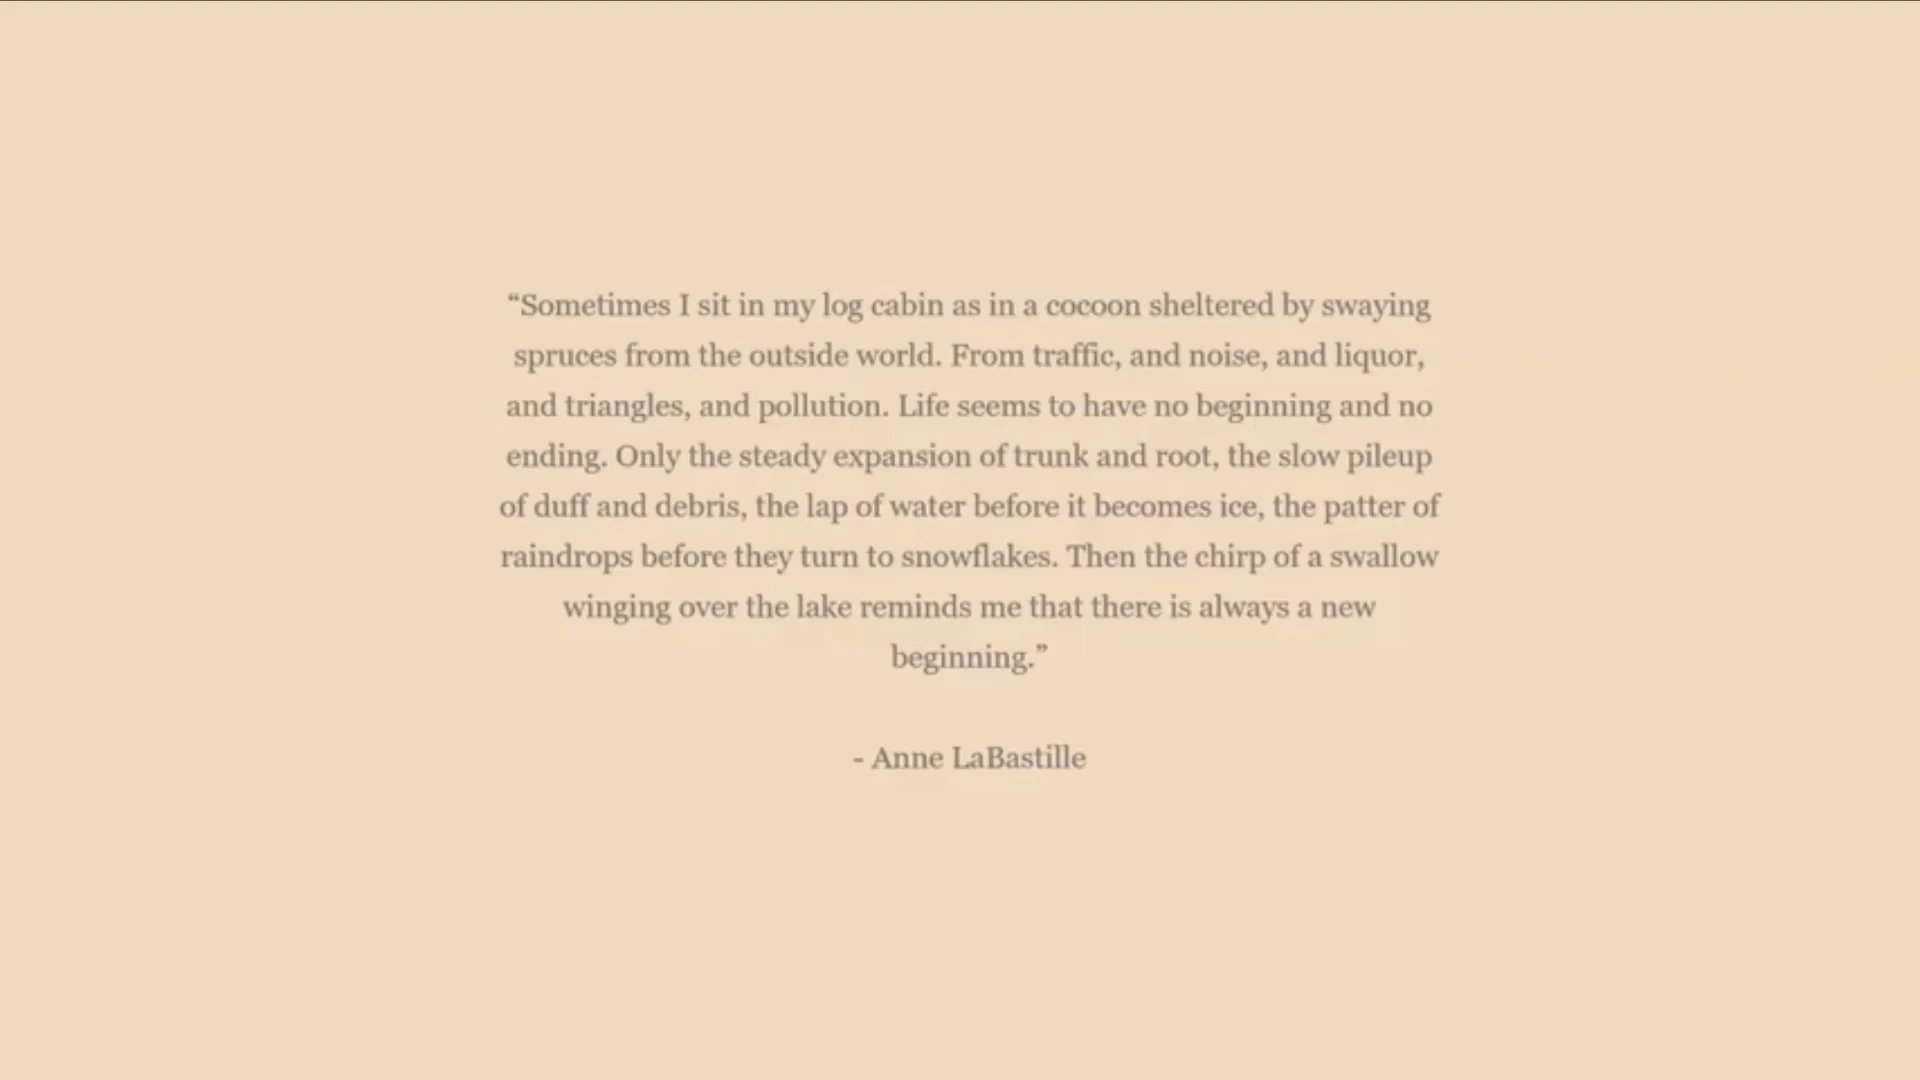 “Sometimes I sit in my log cabin as in a cocoon sheltered by swaying
spruces from the outside world. From traffic, and noise, and liquor,
and triangles, and pollution. Life seems to have no beginning and no
ending. Only the steady expansion of trunk and root, the slow pileup
of duff and debris, the lap of water before it becomes ice, the patter of
raindrops before they turn to snowflakes. Then the chirp of a swallow
winging over the lake reminds me that there is always a new
beginning.”
- Anne LaBastille